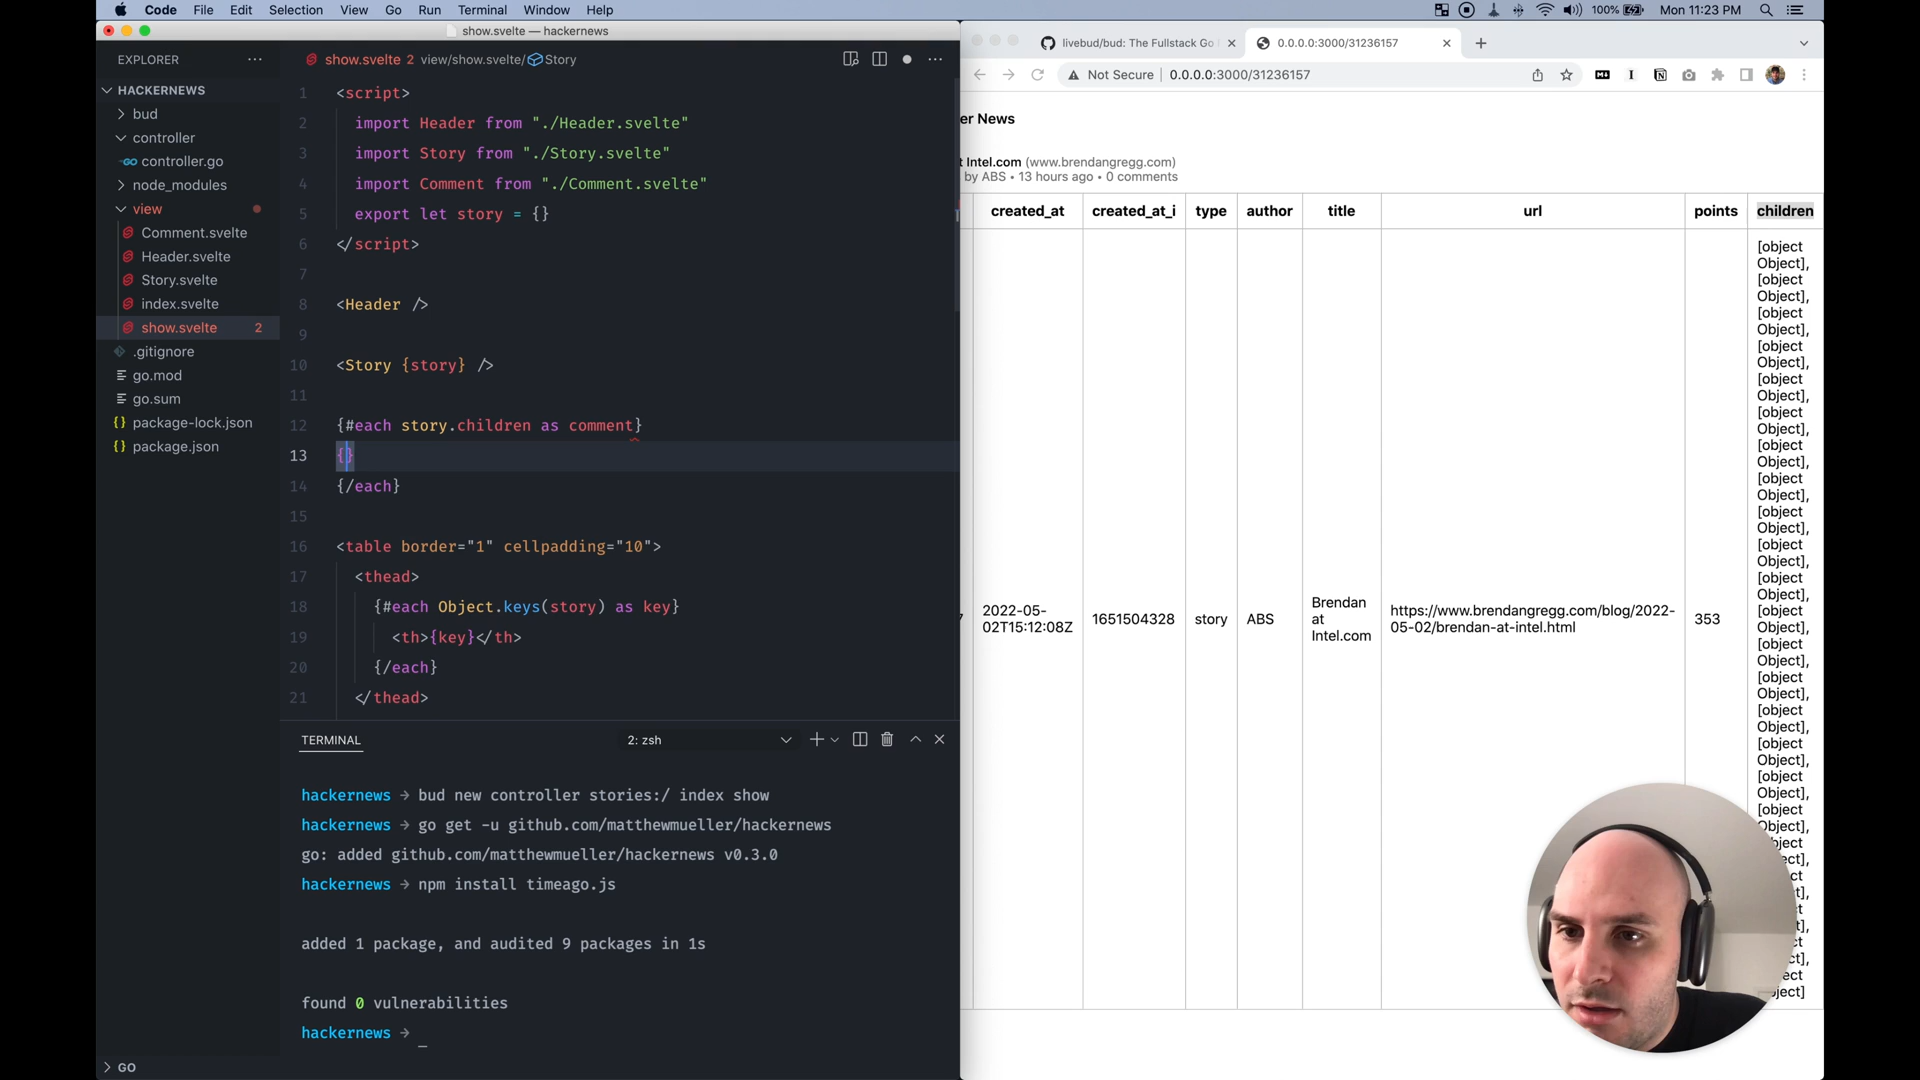 Code File Edit Selection View Go Run Terminal Window Help
100% Mon 11:23 PM
show.svelte — hackernews
EXPLORER
HACKERNEWS
bud
controller
controller.go
node_modules
view
Comment.svelte
Header.svelte
Story.svelte
index.svelte
show.svelte 2
.gitignore
go.mod
go.sum
package-lock.json
package.json
GO
show.svelte 2 view/show.svelte/ Story
1 <script>
2 import Header from "./Header.svelte"
3 import Story from "./Story.svelte"
4 import Comment from "./Comment.svelte"
5 export let story = {}
6 </script>
7
8 <Header />
9
10 <Story {story} />
11
12 {#each story.children as comment}
13 {}
14 {/each}
15
16 <table border="1" cellpadding="10">
17 <thead>
18 {#each Object.keys(story) as key}
19 <th>{key}</th>
20 {/each}
21 </thead>
TERMINAL
2: zsh
hackernews → bud new controller stories:/ index show
hackernews → go get -u github.com/matthewmueller/hackernews
go: added github.com/matthewmueller/hackernews v0.3.0
hackernews → npm install timeago.js
added 1 package, and audited 9 packages in 1s
found 0 vulnerabilities
hackernews →
livebud/bud: The Fullstack Go
0.0.0.0:3000/31236157
Not Secure 0.0.0.0:3000/31236157
er News
t Intel.com (www.brendangregg.com)
by ABS • 13 hours ago • 0 comments
created_at created_at_i type author title url points children
2022-05-
02T15:12:08Z
1651504328
story
ABS
Brendan
at
Intel.com
https://www.brendangregg.com/blog/2022-
05-02/brendan-at-intel.html
353
[object
Object],
[object
Object],
[object
Object],
[object
Object],
[object
Object],
[object
Object],
[object
Object],
[object
Object],
[object
Object],
[object
Object],
[object
Object],
[object
Object],
[object
Object],
[object
Object],
[object
Object],
[object
Object],
[object
Object],
[object